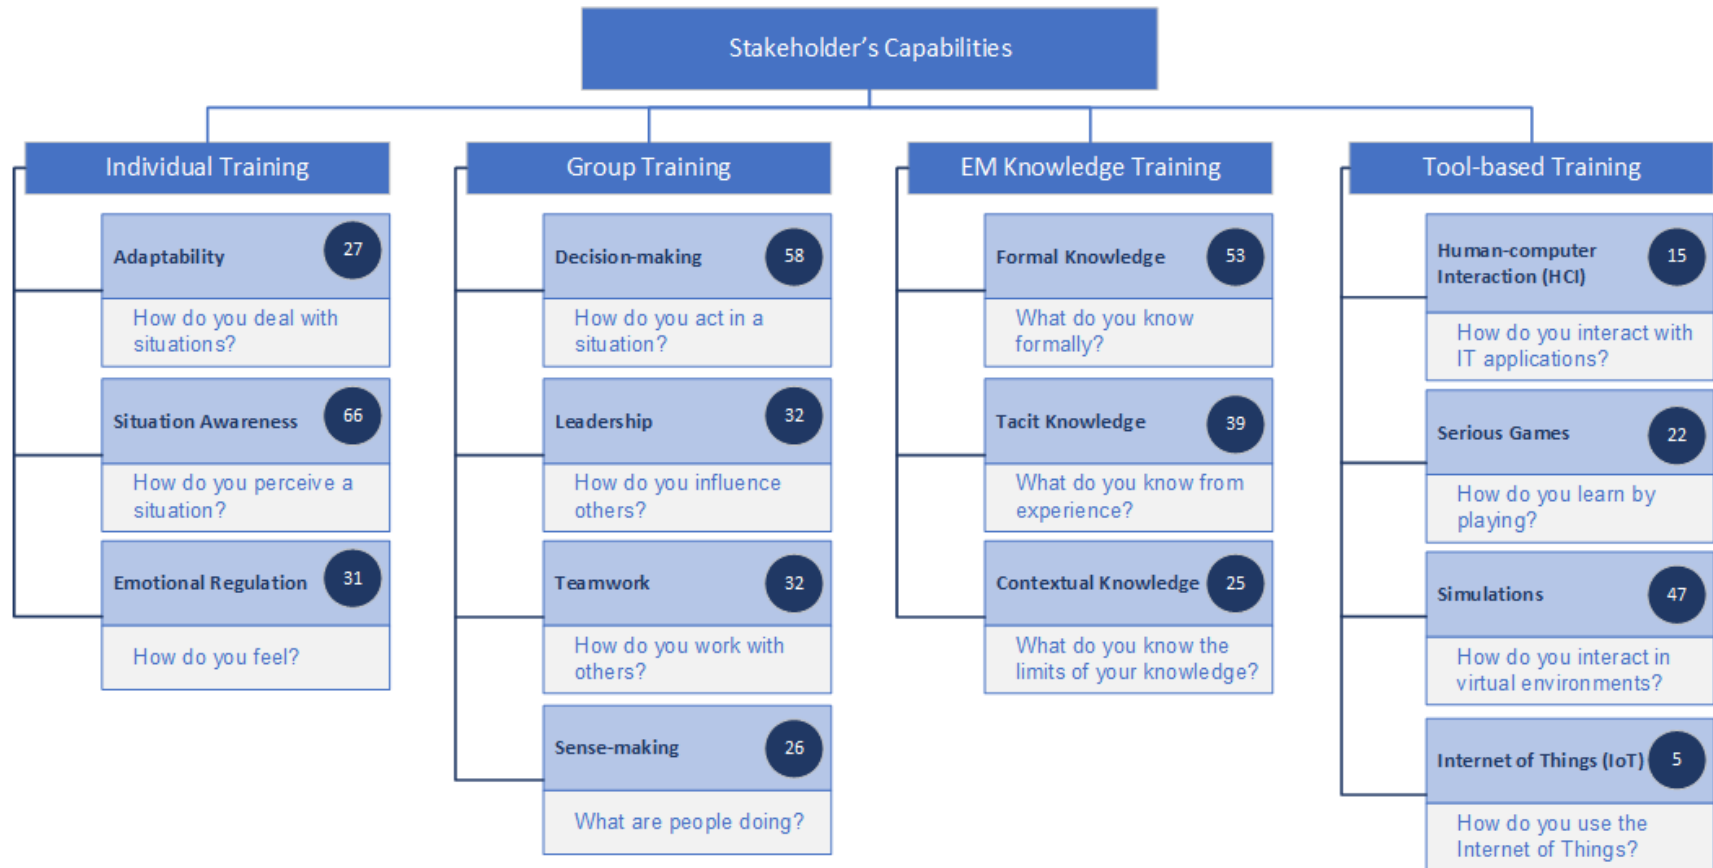 Stakeholder's Capabilities
Individual Training
Adaptability
27
How do you deal with
situations?
Situation Awareness
66
How do you perceive a
situation?
Emotional Regulation
31
How do you feel?
Group Training
Decision-making
58
How do you act in a
situation?
Leadership
32
How do you influence
others?
Teamwork
32
How do you work with
others?
Sense-making
26
What are people doing?
EM Knowledge Training
Formal Knowledge
53
What do you know
formally?
Tacit Knowledge
39
What do you know from
experience?
Contextual Knowledge
25
What do you know the
limits of your knowledge?
Tool-based Training
Human-computer
Interaction (HCI)
15
How do you interact with
IT applications?
Serious Games
22
How do you learn by
playing?
Simulations
47
How do you interact in
virtual environments?
Internet of Things (IoT)
5
How do you use the
Internet of Things?